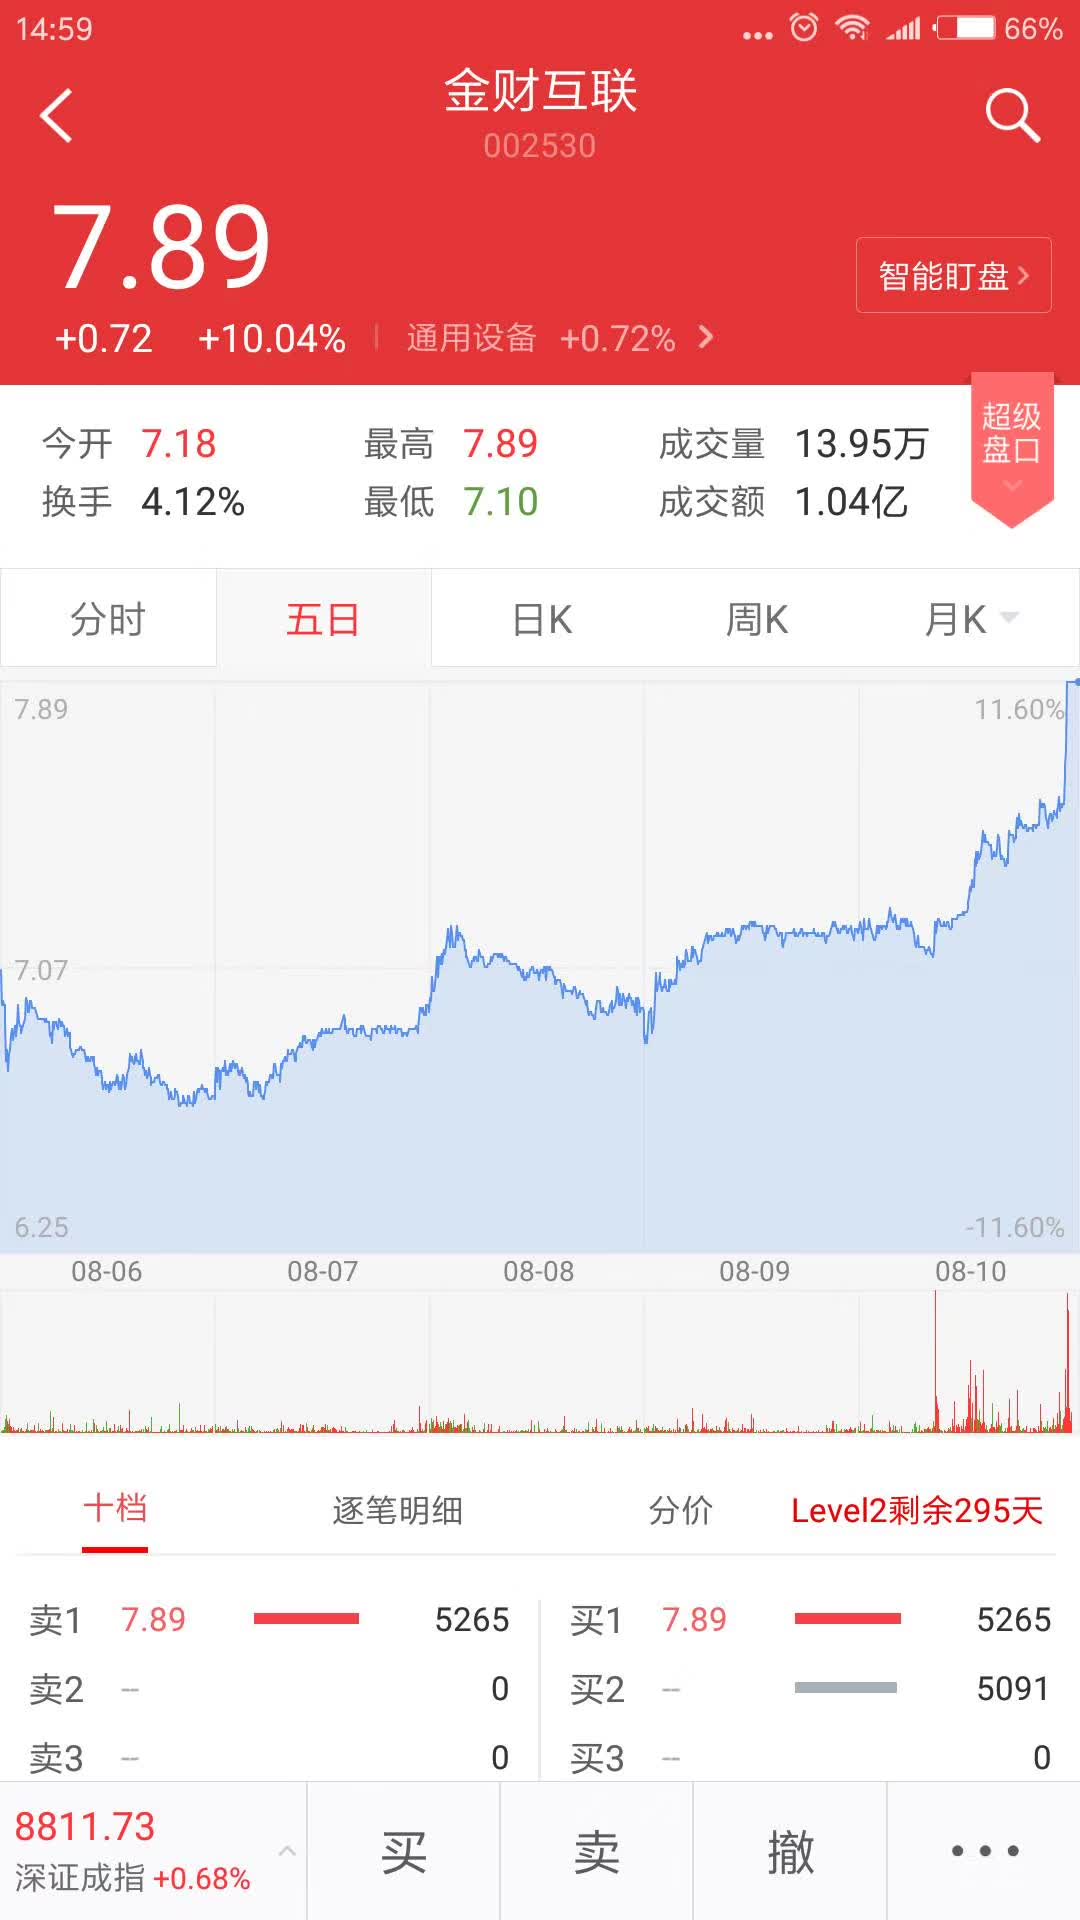 14:59
66%
金财互联
002530
7.89
智能盯盘
+0.72 +10.04% 通用设备 +0.72%
超级
盘口
今开 7.18 最高 7.89 成交量 13.95万
换手 4.12% 最低 7.10 成交额 1.04亿
分时 五日 日K 周K 月K
7.89 11.60%
7.07
6.25 -11.60%
08-06 08-07 08-08 08-09 08-10
十档 逐笔明细 分价 Level2剩余295天
卖1 7.89 5265 买1 7.89 5265
卖2 -- 0 买2 -- 5091
卖3 -- 0 买3 -- 0
8811.73
深证成指 +0.68%
买 卖 撤